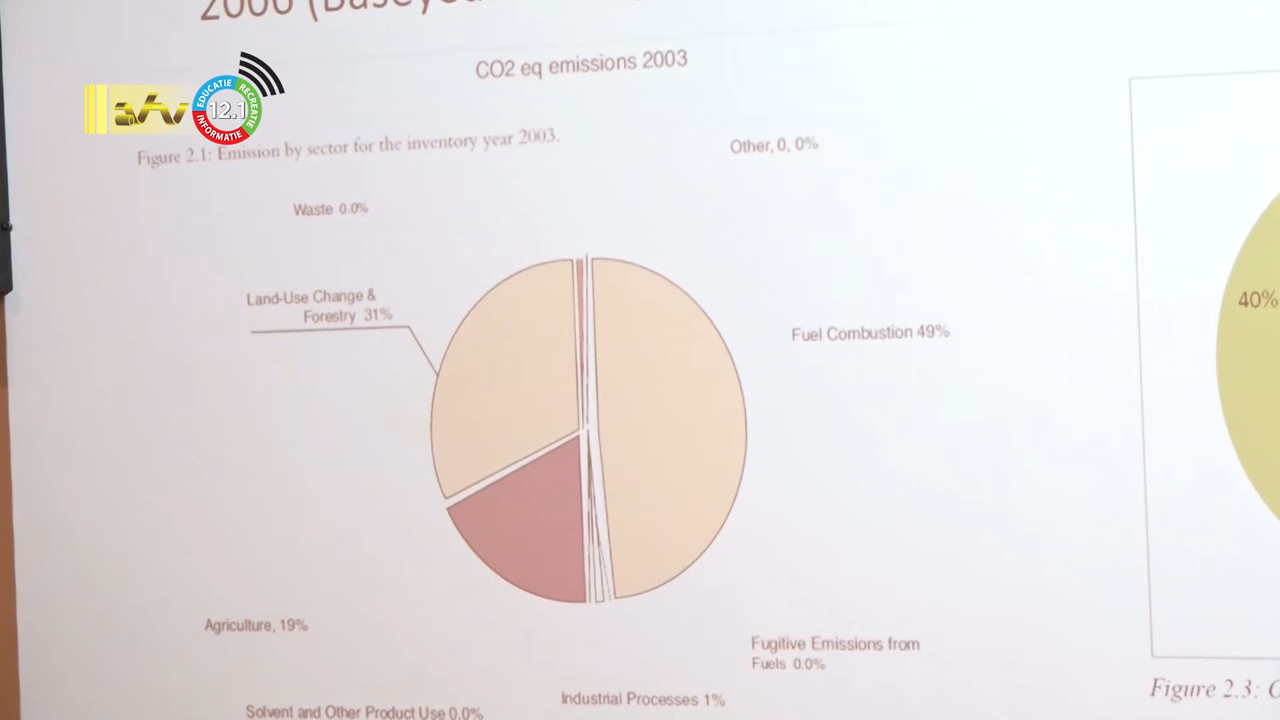 CO2 eq emissions 2003
atv
EDUCATIE
RECREATIE
INFORMATIE
12.1
Figure 2.1: Emission by sector for the inventory year 2003.
Other, 0, 0%
Waste 0.0%
Land-Use Change &
Forestry 31%
Fuel Combustion 49%
40%
Agriculture, 19%
Fugitive Emissions from
Fuels 0.0%
Industrial Processes 1%
Solvent and Other Product Use 0.0%
Figure 2.3: